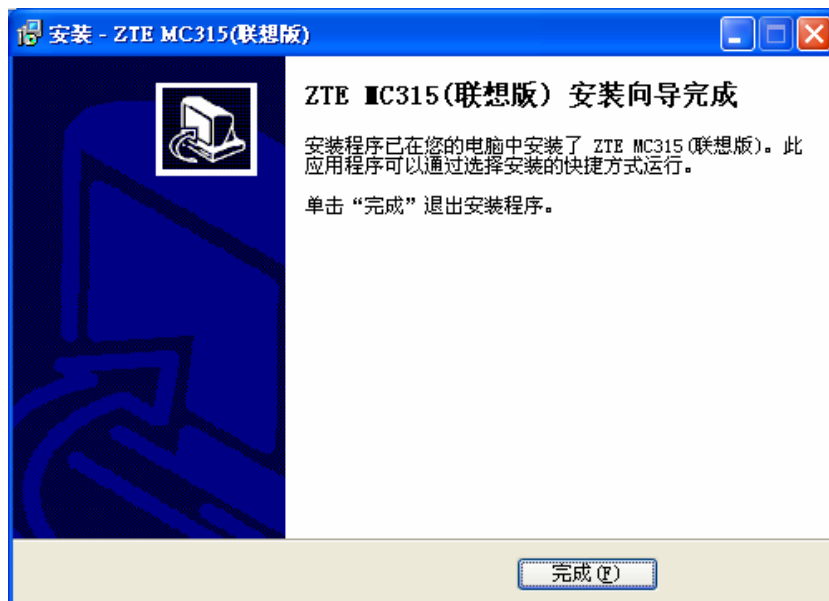 安装 - ZTE MC315(联想版)
ZTE MC315(联想版) 安装向导完成
安装程序已在您的电脑中安装了 ZTE MC315(联想版)。此
应用程序可以通过选择安装的快捷方式运行。
单击“完成”退出安装程序。
完成(F)